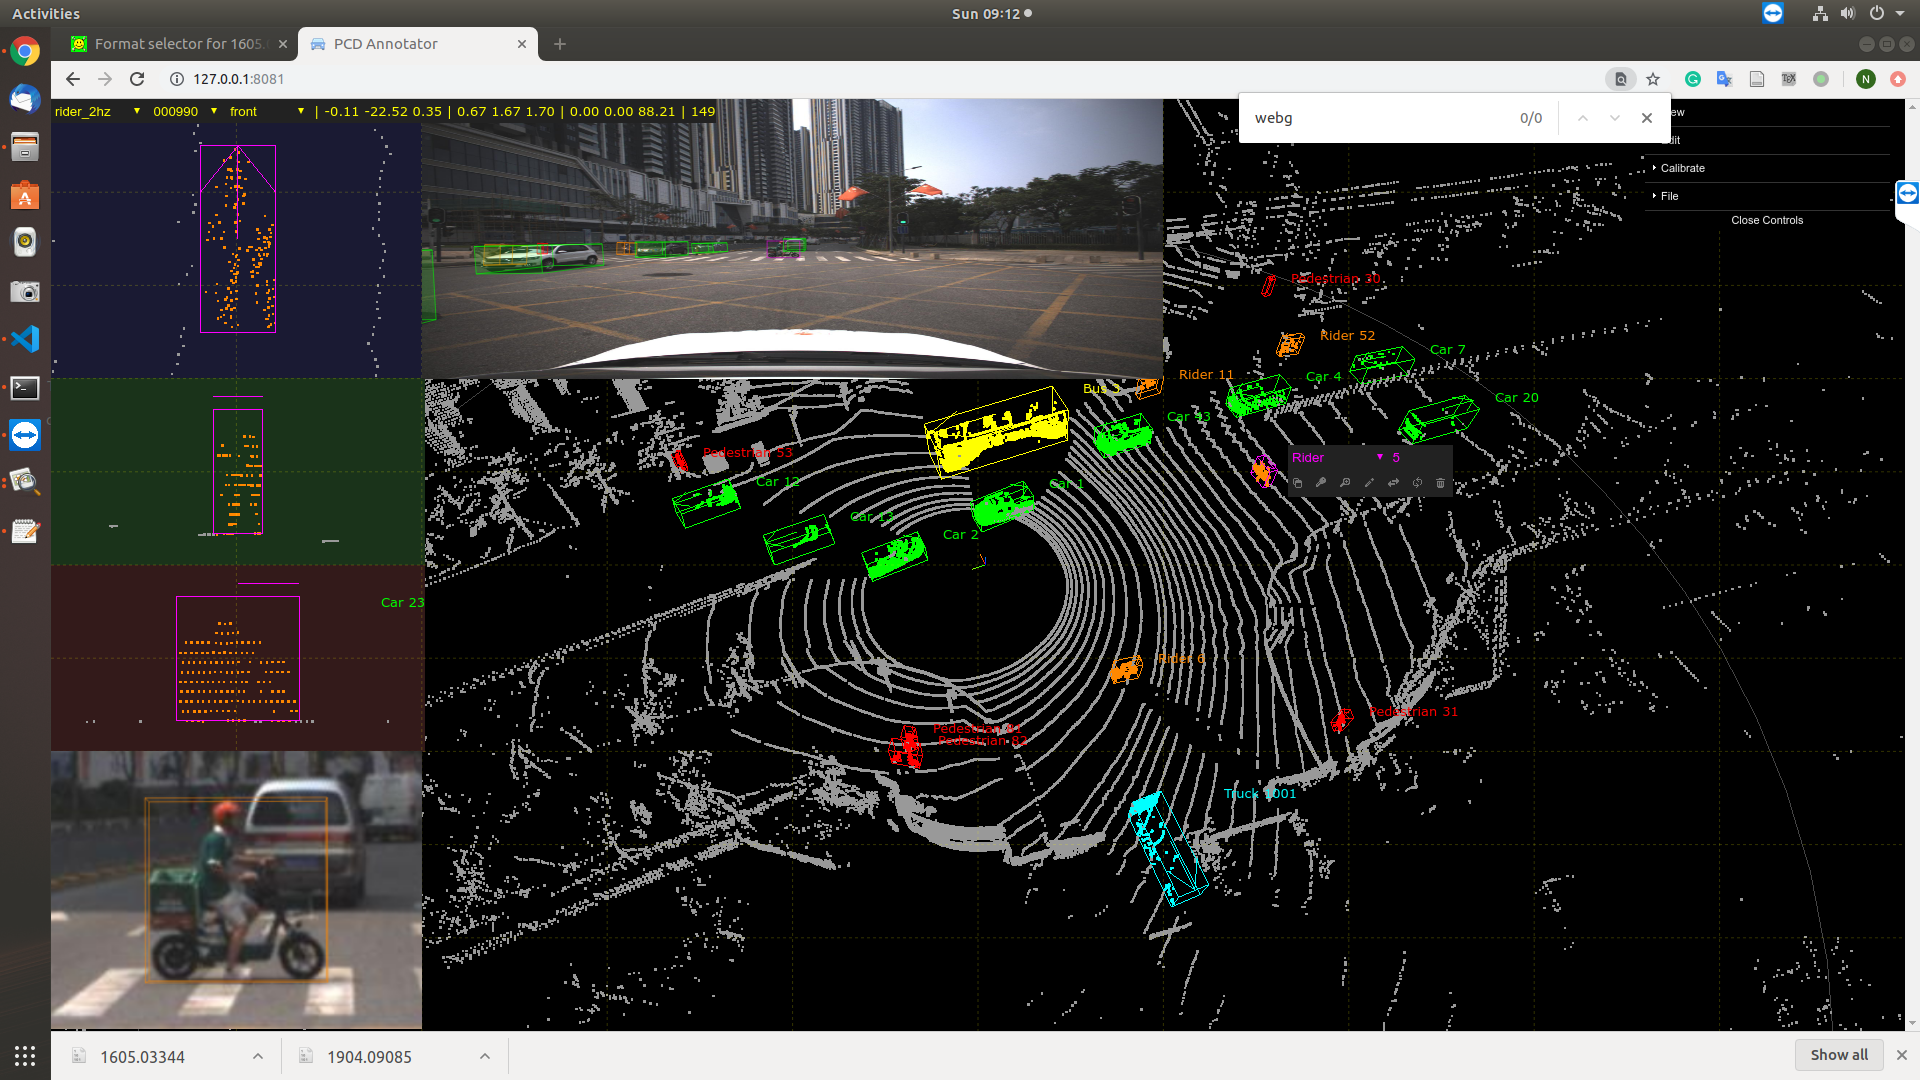 Activities
Sun 09:12
Format selector for 1605.0
PCD Annotator
127.0.0.1:8081
rider_2hz 000990 front | -0.11 -22.52 0.35 | 0.67 1.67 1.70 | 0.00 0.00 88.21 | 149
webg 0/0
Calibrate
File
Close Controls
Pedestrian 30
Rider 52
Car 7
Rider 11
Car 4
Bus 3
Car 20
Pedestrian 53
Rider 5
Car 12
Car 1
Car 13
Car 2
Car 23
Rider 6
Pedestrian 31
Pedestrian 82
Truck 1001
1605.03344
1904.09085
Show all
N